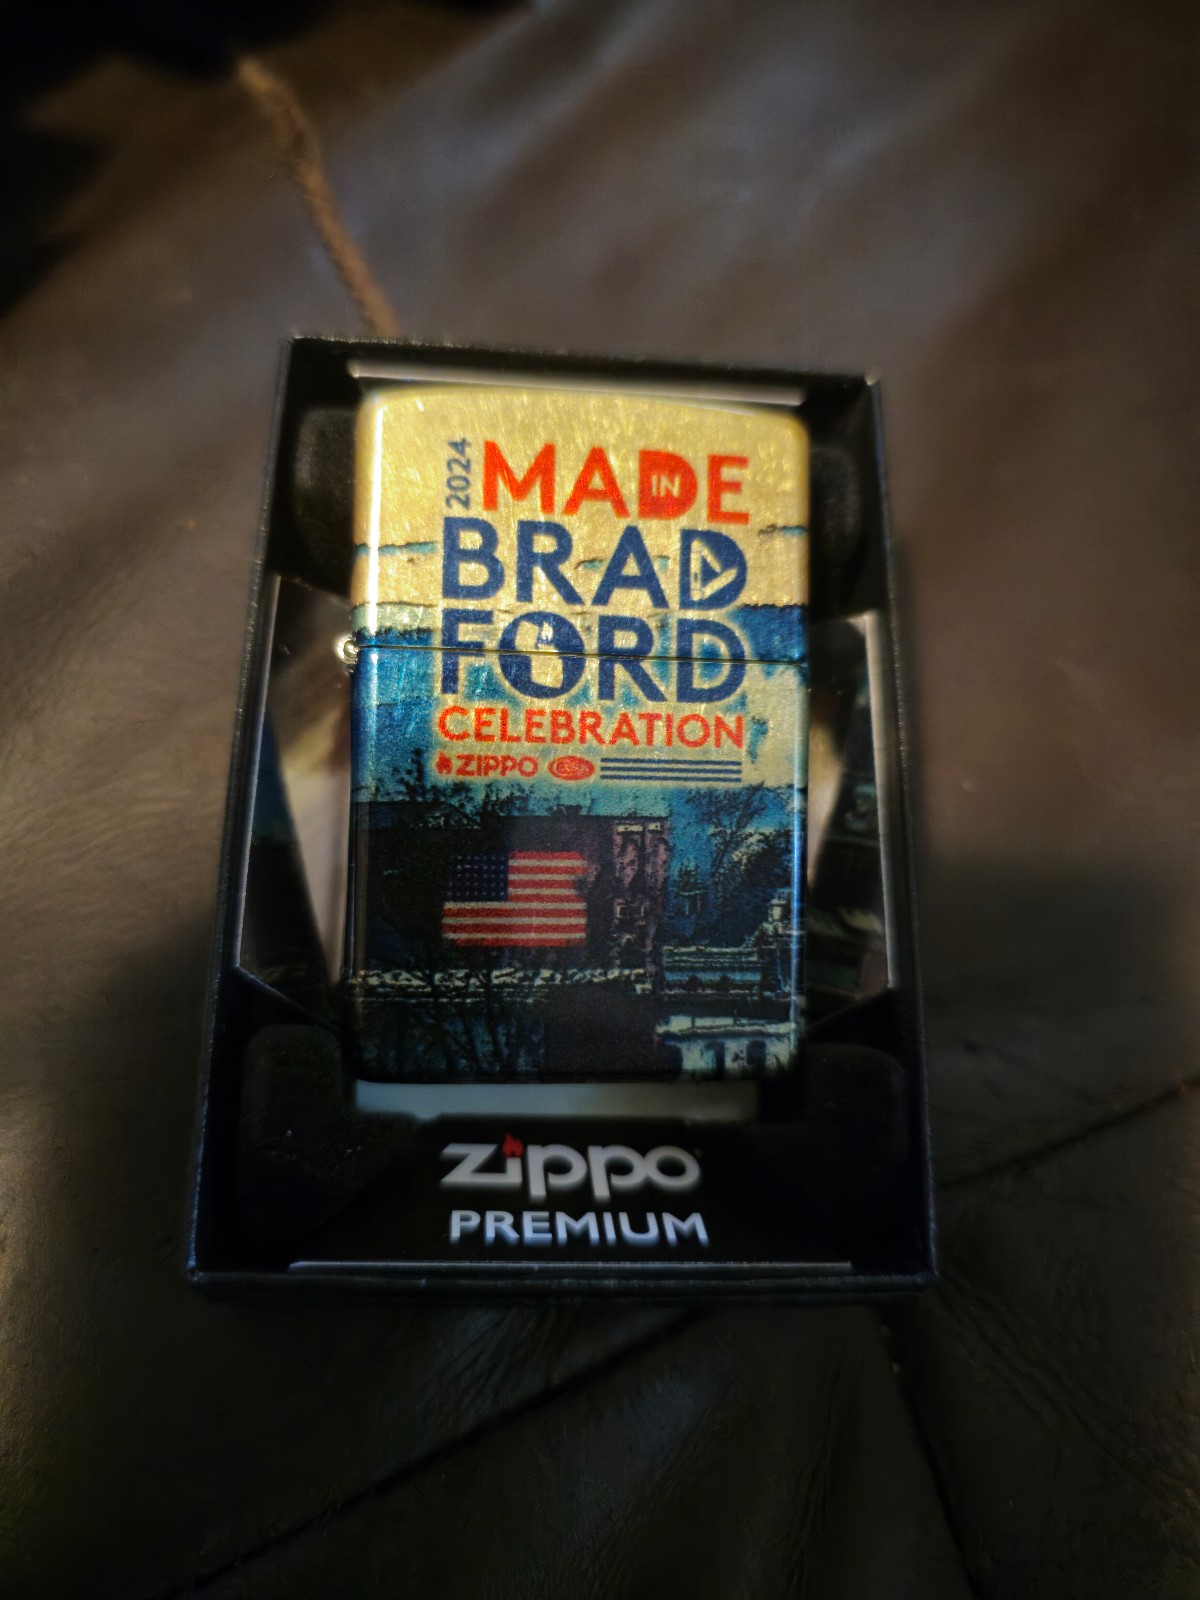 2024
MADE
IN
BRAD
FORD
CELEBRATION
ZIPPO
zippo
PREMIUM